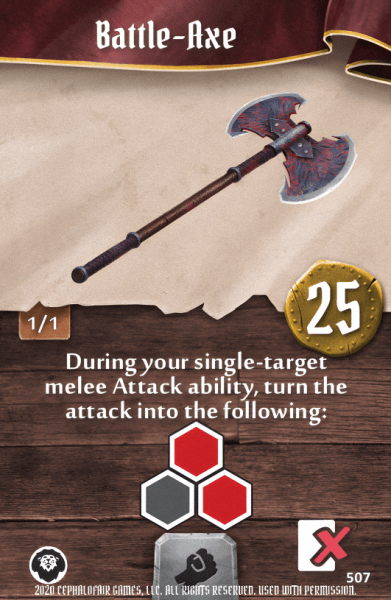 Battle-Axe
25
1/1
During your single-target
melee Attack ability, turn the
attack into the following:
507
2020 CEPHALOFAIR GAMES, LLC. ALL RIGHTS RESERVED. USED WITH PERMISSION.